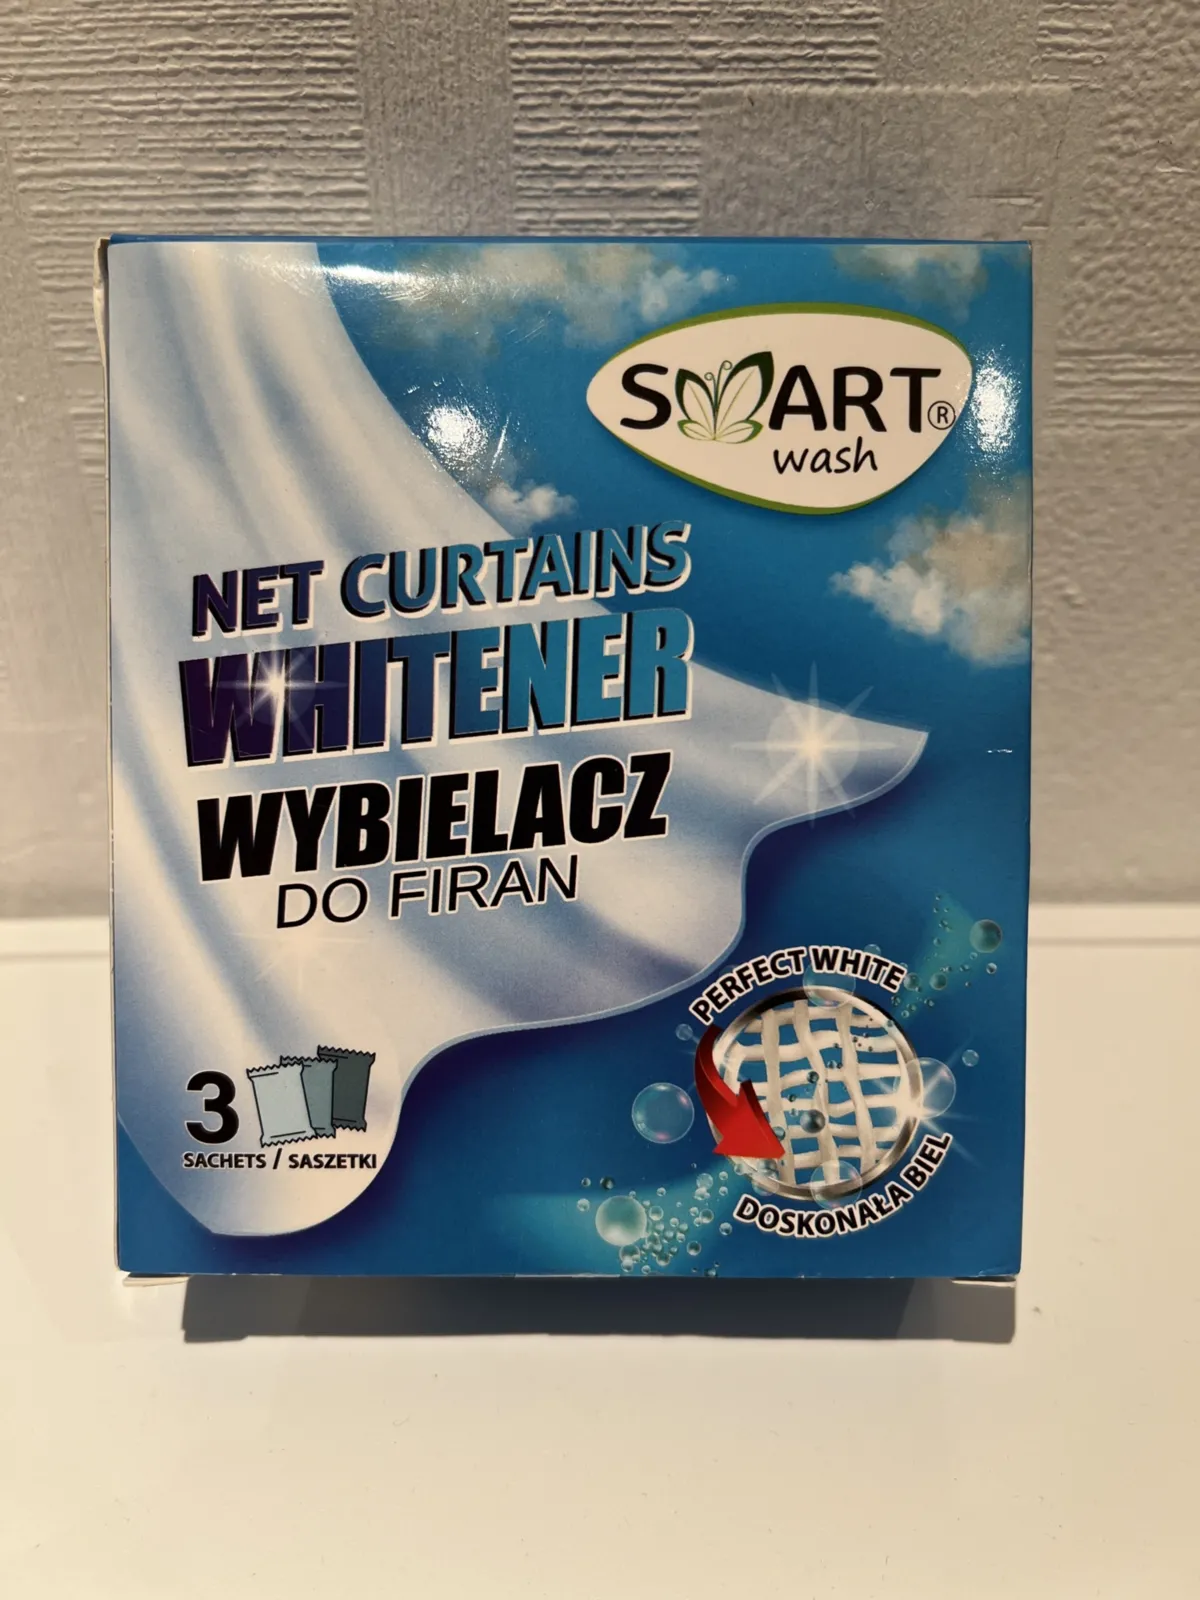 SMART®
wash
NET CURTAINS
WHITENER
WYBIELACZ
DO FIRAN
PERFECT WHITE
DOSKONAŁA BIEL
3
SACHETS / SASZETKI